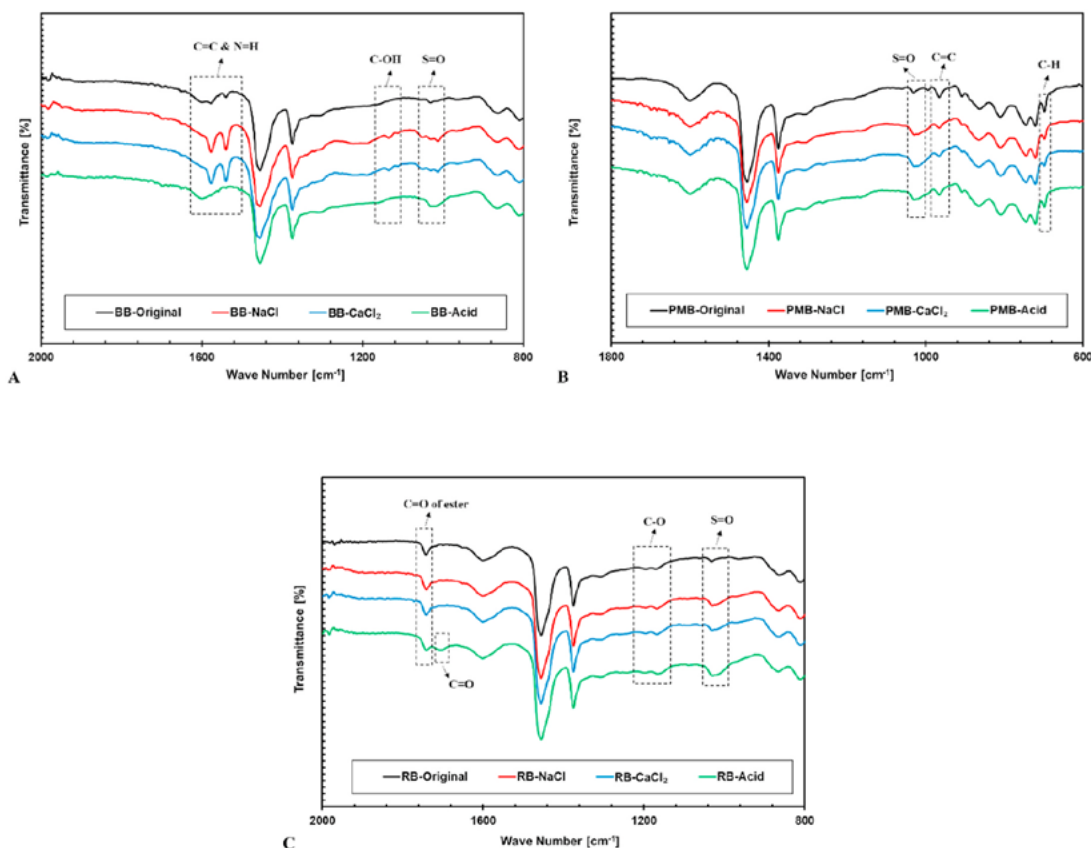 C=C & N=H
C-OH
S=O
Transmittance [%]
BB-Original
BB-NaCl
BB-CaCl₂
BB-Acid
2000
1600
1200
800
Wave Number [cm⁻¹]
A
S=O
C=C
C-H
Transmittance [%]
PMB-Original
PMB-NaCl
PMB-CaCl₂
PMB-Acid
1800
1400
1000
600
Wave Number [cm⁻¹]
B
C=O of ester
C-O
S=O
C=O
Transmittance [%]
RB-Original
RB-NaCl
RB-CaCl₂
RB-Acid
2000
1600
1200
800
Wave Number [cm⁻¹]
C